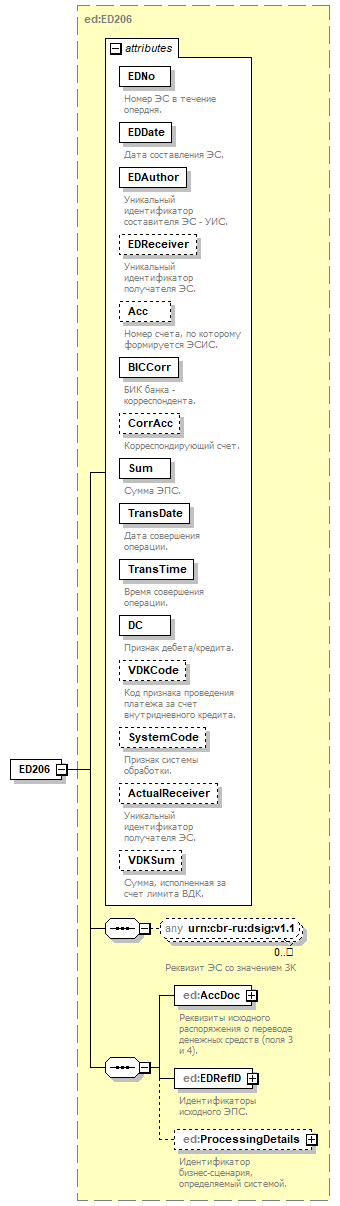 ed:ED206
attributes
EDNo
Номер ЭС в течение
опердня.
EDDate
Дата составления ЭС.
EDAuthor
Уникальный
идентификатор
составителя ЭС - УИС.
EDReceiver
Уникальный
идентификатор
получателя ЭС.
Acc
Номер счета, по которому
формируется ЭСИС.
BICCorr
БИК банка -
корреспондента.
CorrAcc
Корреспондирующий счет.
Sum
Сумма ЭПС.
TransDate
Дата совершения
операции.
TransTime
Время совершения
операции.
DC
Признак дебета/кредита.
VDKCode
Код признака проведения
платежа за счет
внутридневного кредита.
SystemCode
Признак системы
обработки.
ActualReceiver
Уникальный
идентификатор
получателя ЭС.
VDKSum
Сумма, исполненная за
счет лимита ВДК.
ED206
any urn:cbr-ru:dsig:v1.1
0..
Реквизит ЭС со значением ЗК
ed:AccDoc
Реквизиты исходного
распоряжения о переводе
денежных средств (поля 3
и 4).
ed:EDRefID
Идентификаторы
исходного ЭПС.
ed:ProcessingDetails
Идентификатор
бизнес-сценария,
определяемый системой.